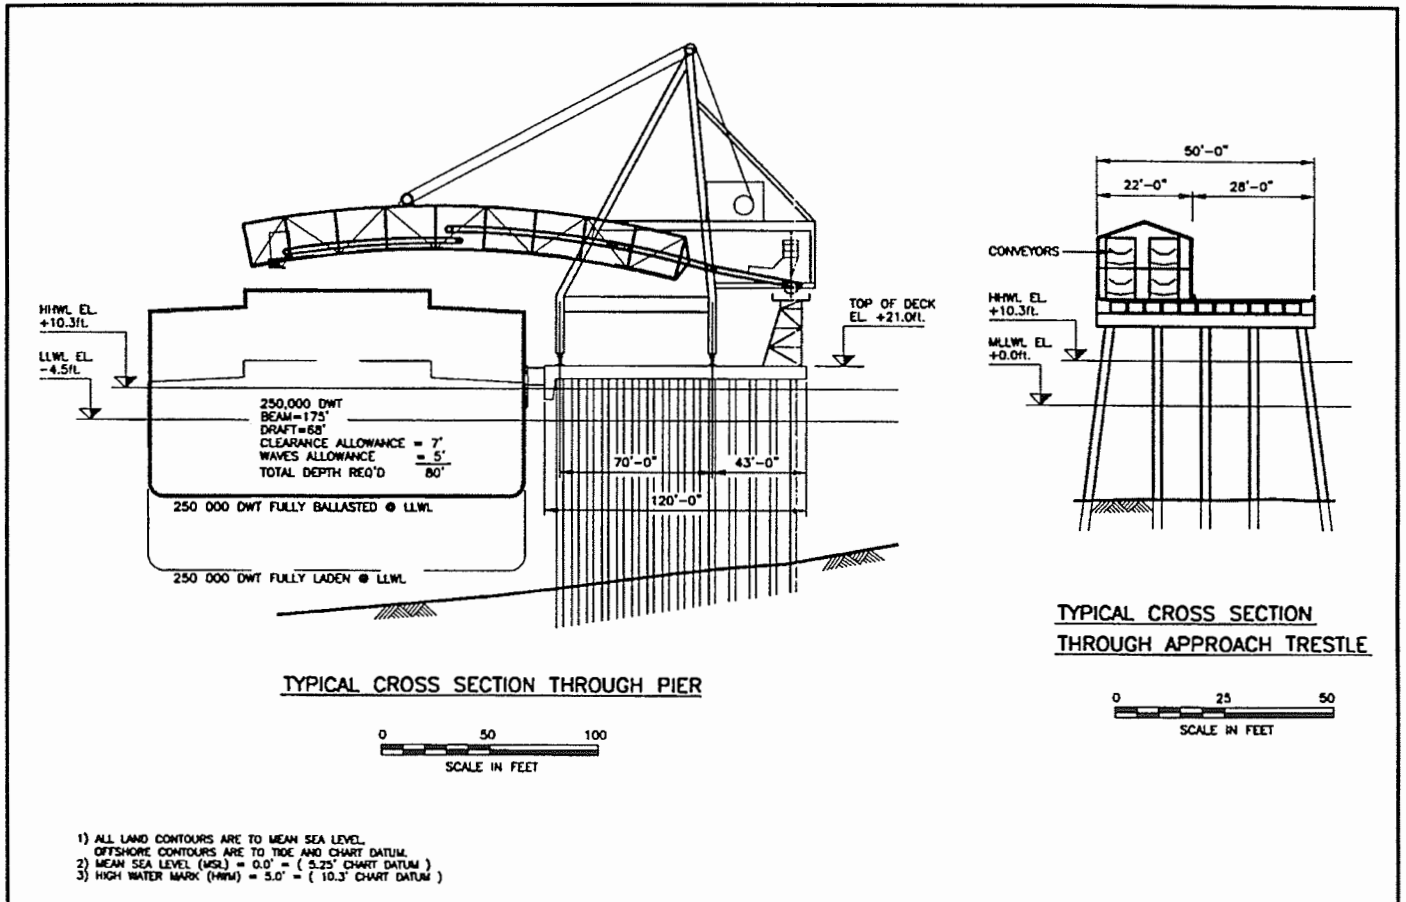 50'-0"
22'-0" 28'-0"
CONVEYORS
HHWL EL.
+10.3ft.
MLLWL EL.
+0.0ft.
HHWL EL.
+10.3ft.
LLWL EL.
-4.5ft.
TOP OF DECK
EL. +21.0ft.
250,000 DWT
BEAM=175'
DRAFT=68'
CLEARANCE ALLOWANCE = 7'
WAVES ALLOWANCE = 5'
TOTAL DEPTH REQ'D 80'
70'-0" 43'-0"
120'-0"
250 000 DWT FULLY BALLASTED @ LLWL
250 000 DWT FULLY LADEN @ LLWL
TYPICAL CROSS SECTION THROUGH PIER
0 50 100
SCALE IN FEET
TYPICAL CROSS SECTION
THROUGH APPROACH TRESTLE
0 25 50
SCALE IN FEET
1) ALL LAND CONTOURS ARE TO MEAN SEA LEVEL.
OFFSHORE CONTOURS ARE TO TIDE AND CHART DATUM.
2) MEAN SEA LEVEL (MSL) = 0.0' = ( 5.25' CHART DATUM )
3) HIGH WATER MARK (HWM) = 5.0' = ( 10.3' CHART DATUM )